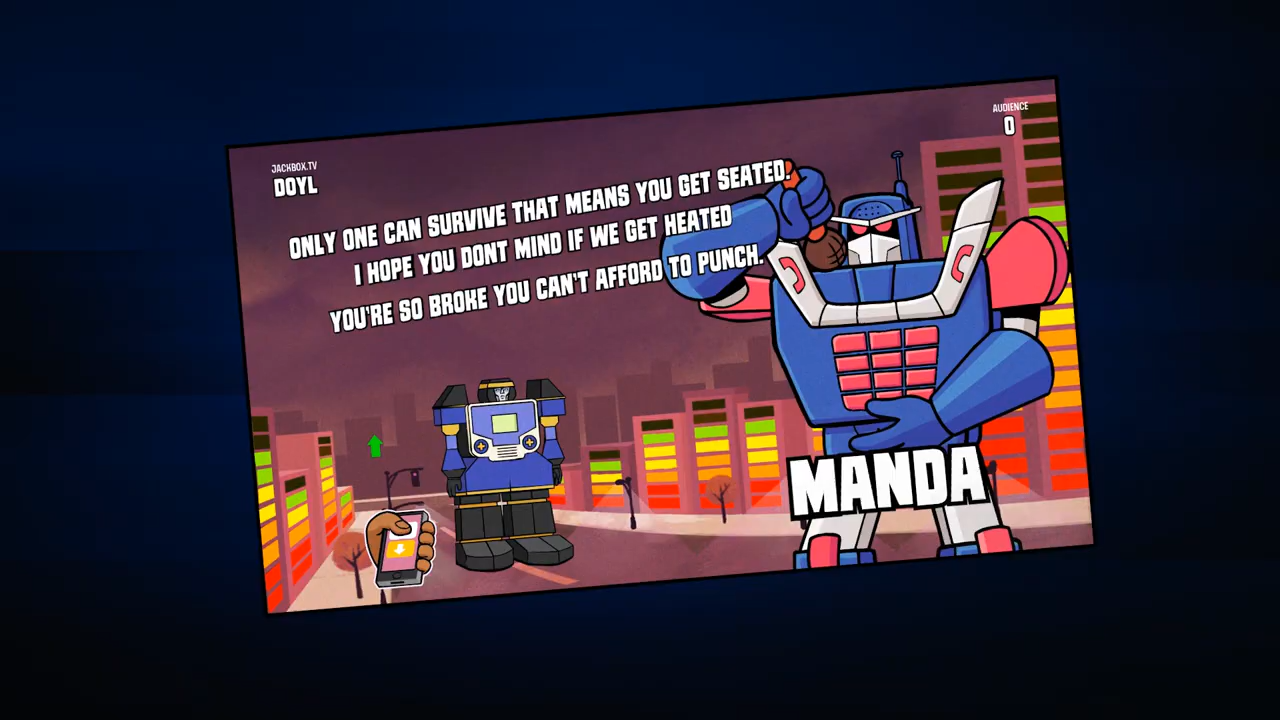 JACKBOX.TV
DOYL
AUDIENCE
0
ONLY ONE CAN SURVIVE THAT MEANS YOU GET SEATED.
I HOPE YOU DONT MIND IF WE GET HEATED
YOU'RE SO BROKE YOU CAN'T AFFORD TO PUNCH.
MANDA